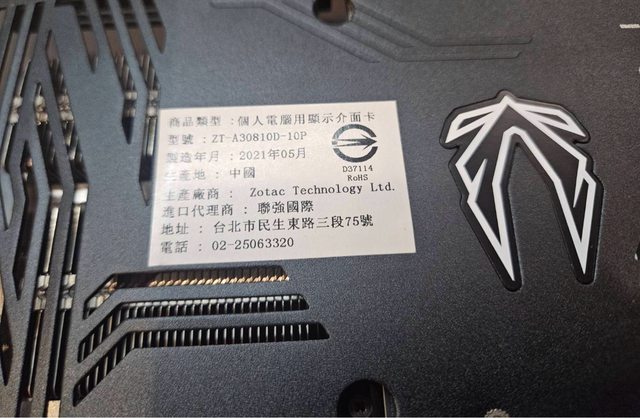 商品類型 : 個人電腦用顯示介面卡
型號 : ZT-A30810D-10P
製造年月 : 2021年05月
生產地 : 中國
生產廠商 : Zotac Technology Ltd.
進口代理商 : 聯強國際
地址 : 台北市民生東路三段75號
電話 : 02-25063320
D37114
RoHS